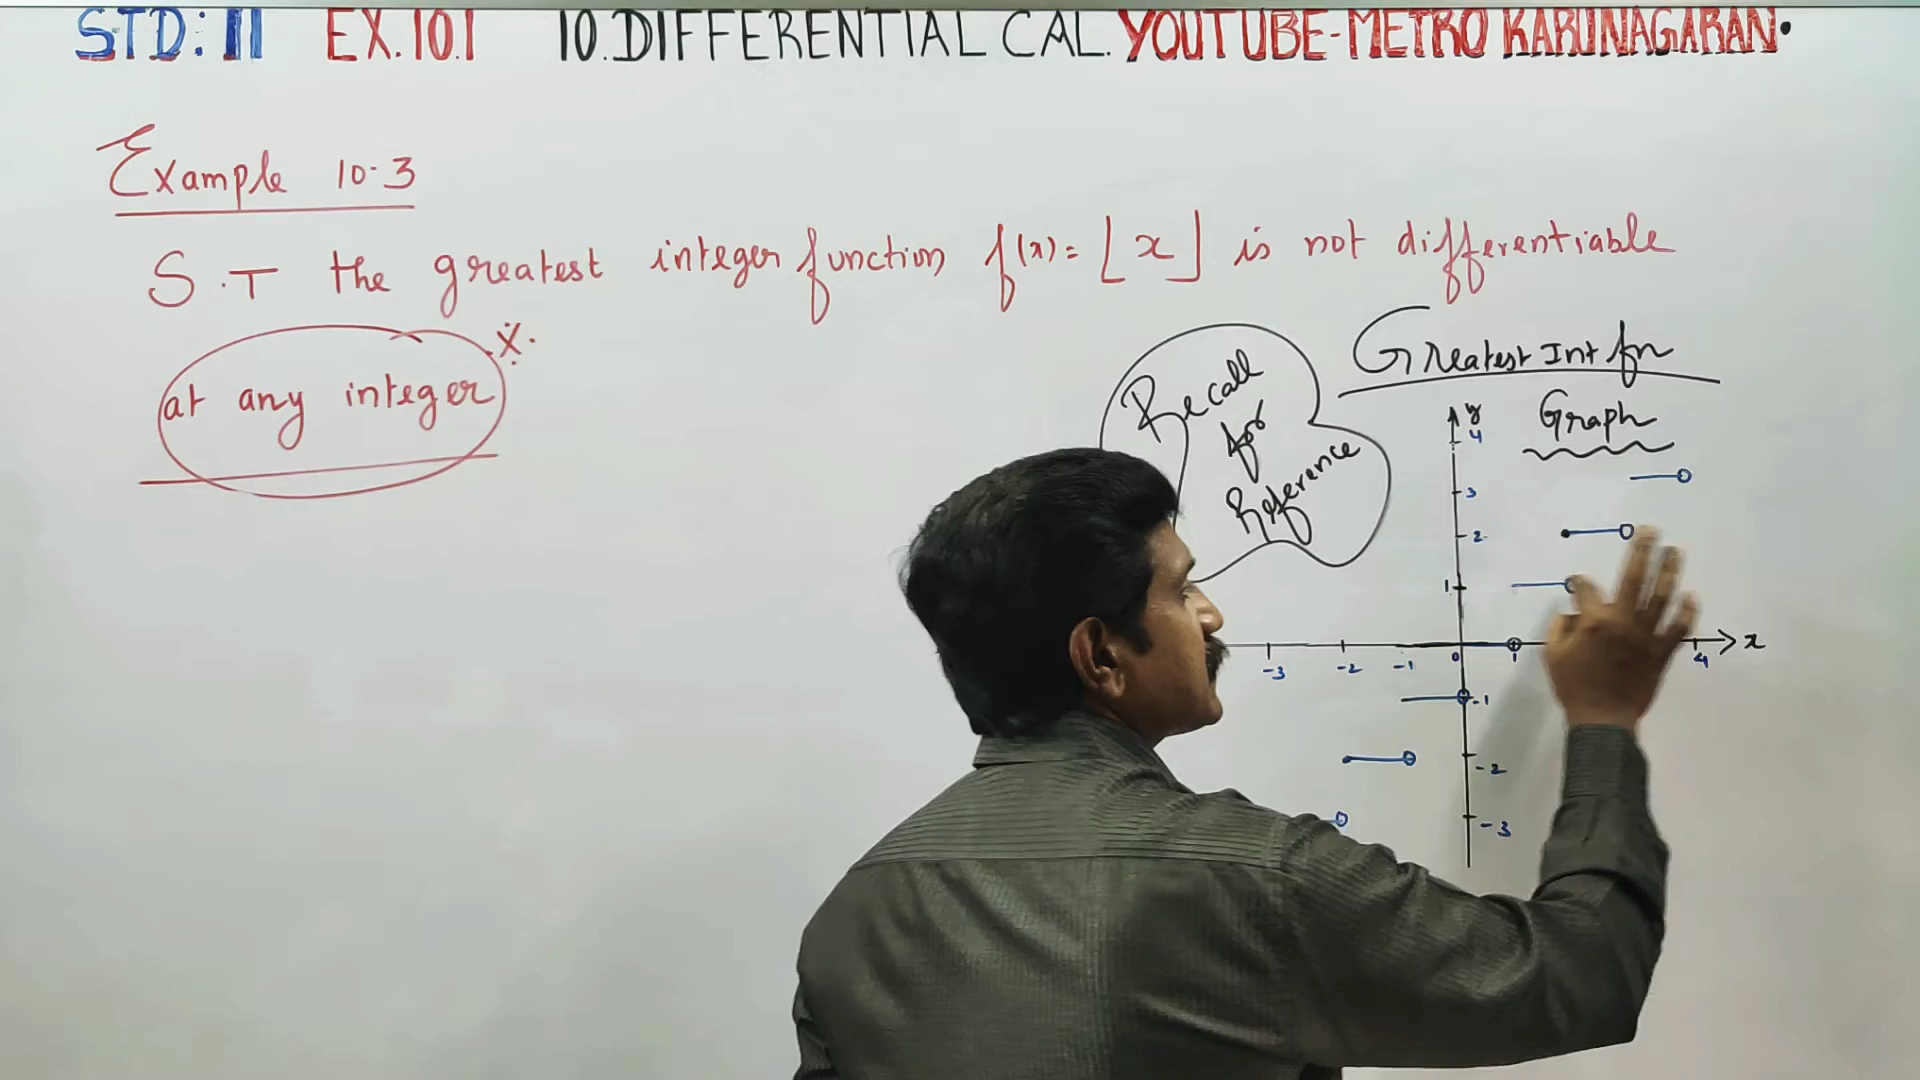 STD: 11 EX.10.1 10.DIFFERENTIAL CAL. YOUTUBE-METRO KARUNAGARAN.
Example 10.3
S.T the greatest integer function f(x) = ⌊x⌋ is not differentiable
at any integer
Recall
for
Reference
Greatest Int fn
Graph
y
4
3
2
1
-3 -2 -1 0 1 4 x
-1
-2
-3